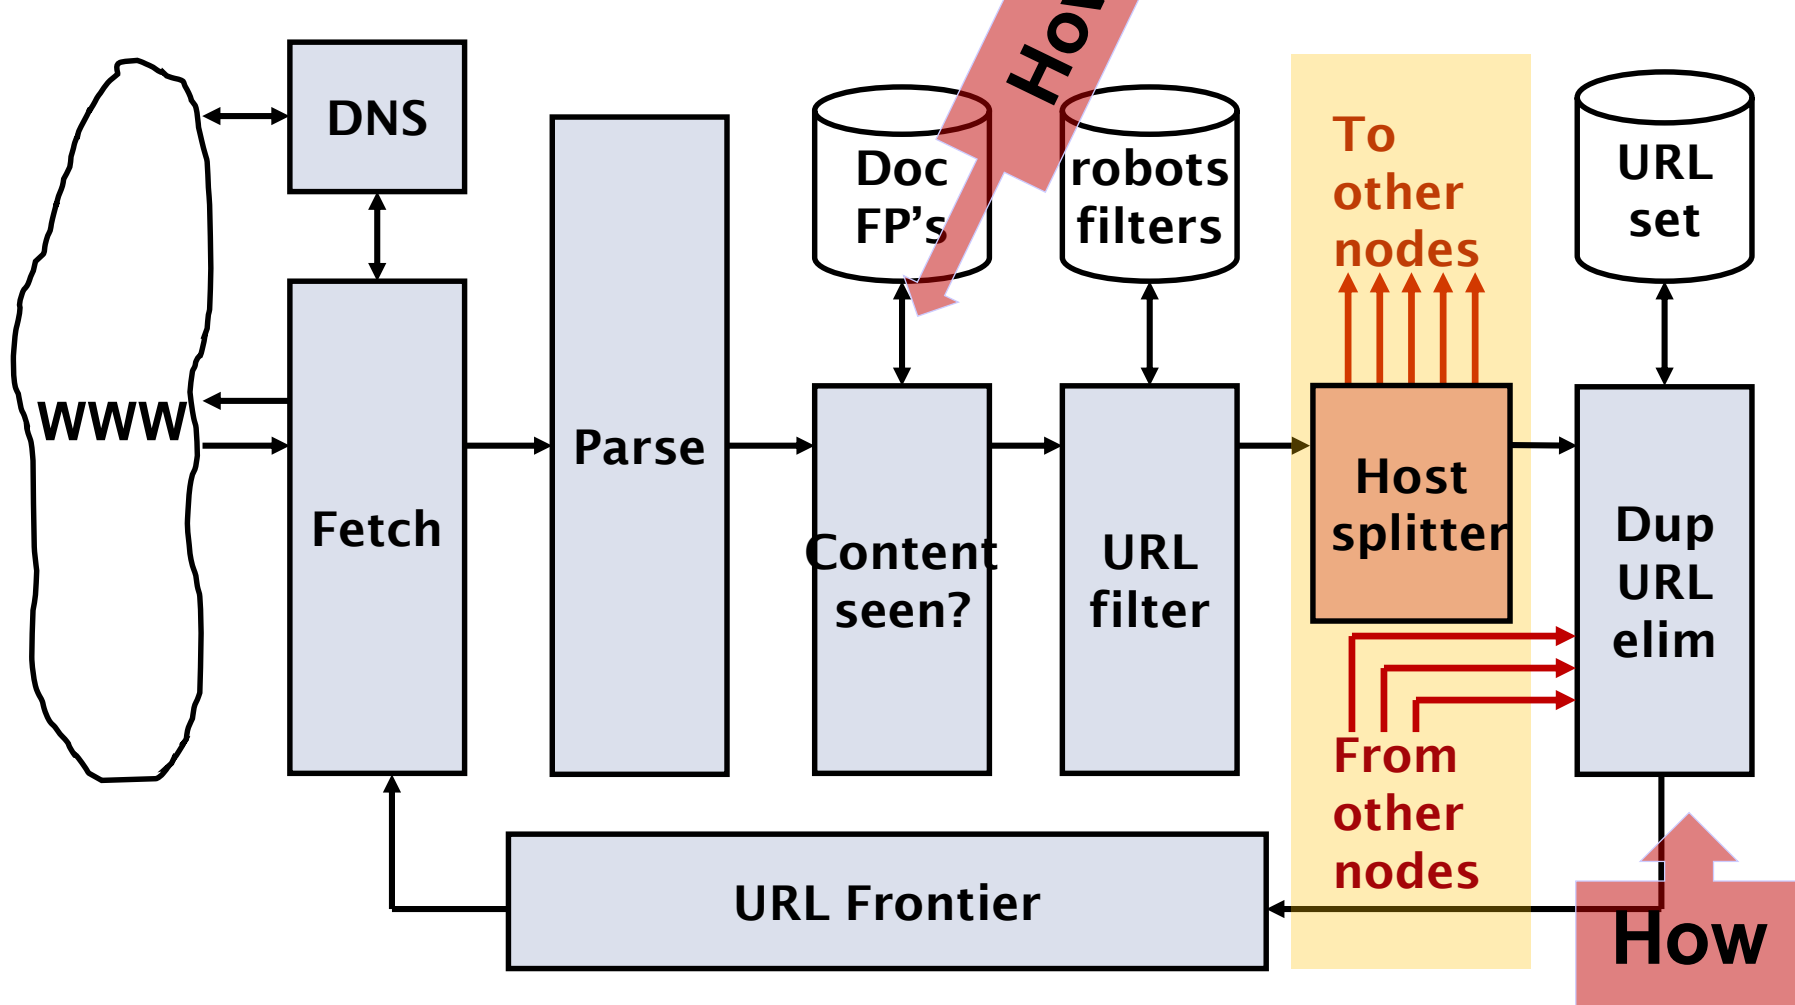 How
DNS
Doc
FP's
robots
filters
To
other
nodes
URL
set
WWW
Parse
Fetch
Content
seen?
URL
filter
Host
splitter
Dup
URL
elim
From
other
nodes
URL Frontier
How